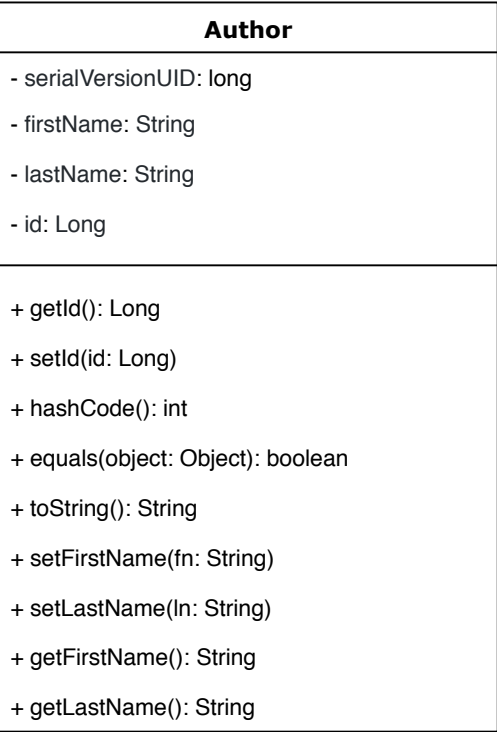 Author
- serialVersionUID: long
- firstName: String
- lastName: String
- id: Long
+ getId(): Long
+ setId(id: Long)
+ hashCode(): int
+ equals(object: Object): boolean
+ toString(): String
+ setFirstName(fn: String)
+ setLastName(ln: String)
+ getFirstName(): String
+ getLastName(): String